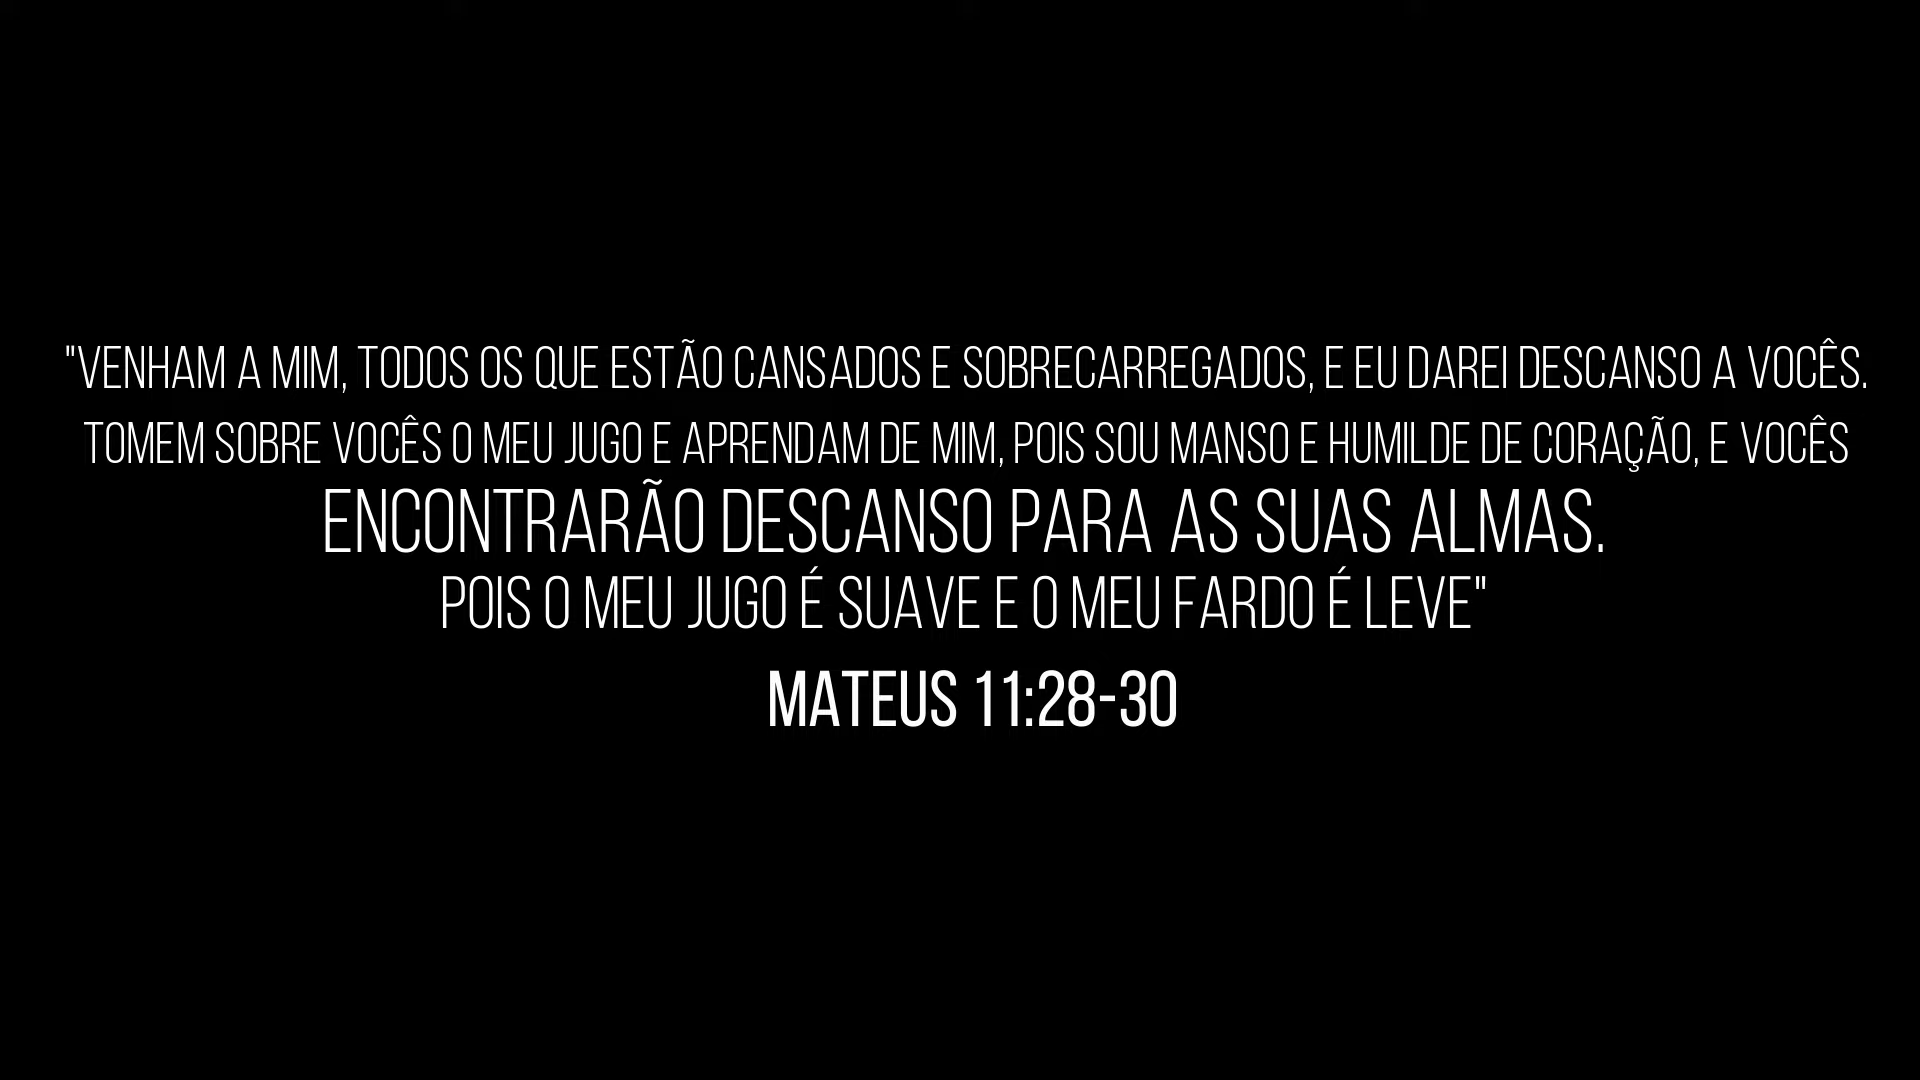 "VENHAM A MIM, TODOS OS QUE ESTÃO CANSADOS E SOBRECARREGADOS, E EU DAREI DESCANSO A VOCÊS.
TOMEM SOBRE VOCÊS O MEU JUGO E APRENDAM DE MIM, POIS SOU MANSO E HUMILDE DE CORAÇÃO, E VOCÊS
ENCONTRARÃO DESCANSO PARA AS SUAS ALMAS.
POIS O MEU JUGO É SUAVE E O MEU FARDO É LEVE"
MATEUS 11:28-30